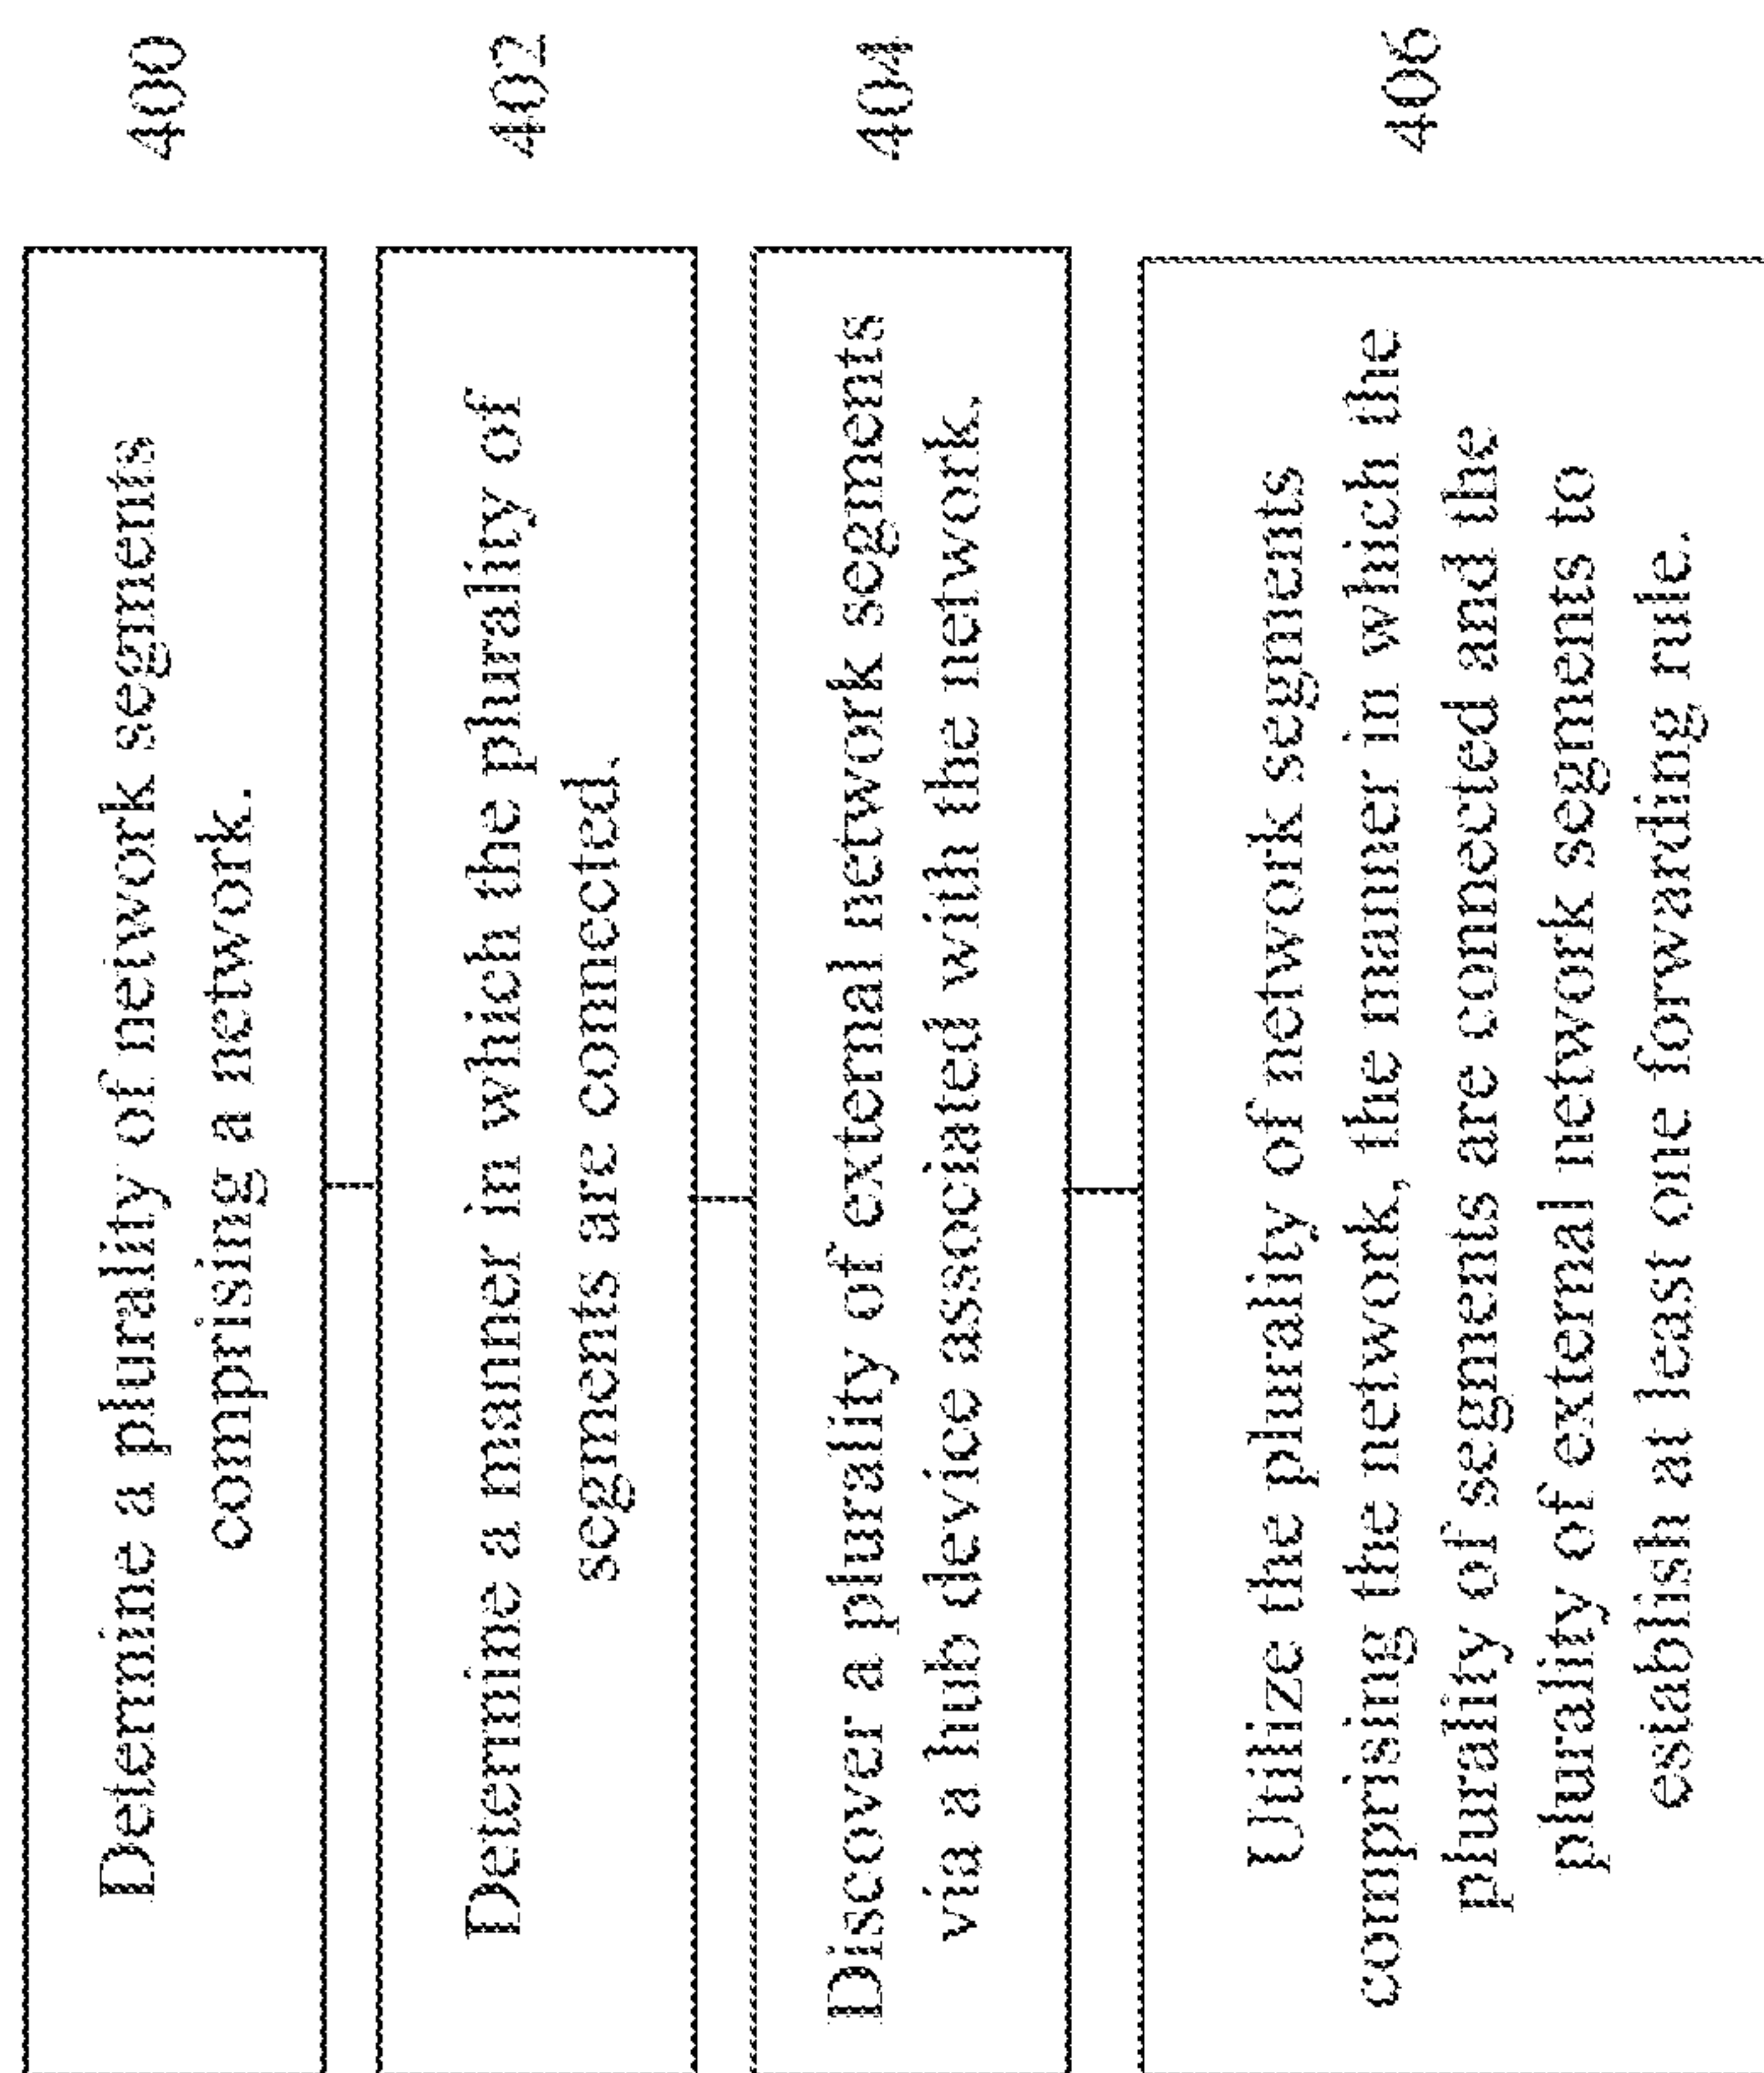 Determine a plurality of network segments
comprising a network.
400
Determine a manner in which the plurality of
segments are connected.
402
Discover a plurality of external network segments
via a hub device associated with the network.
404
Utilize the plurality of network segments
comprising the network, the manner in which the
plurality of segments are connected and the
plurality of external network segments to
establish at least one forwarding rule.
406